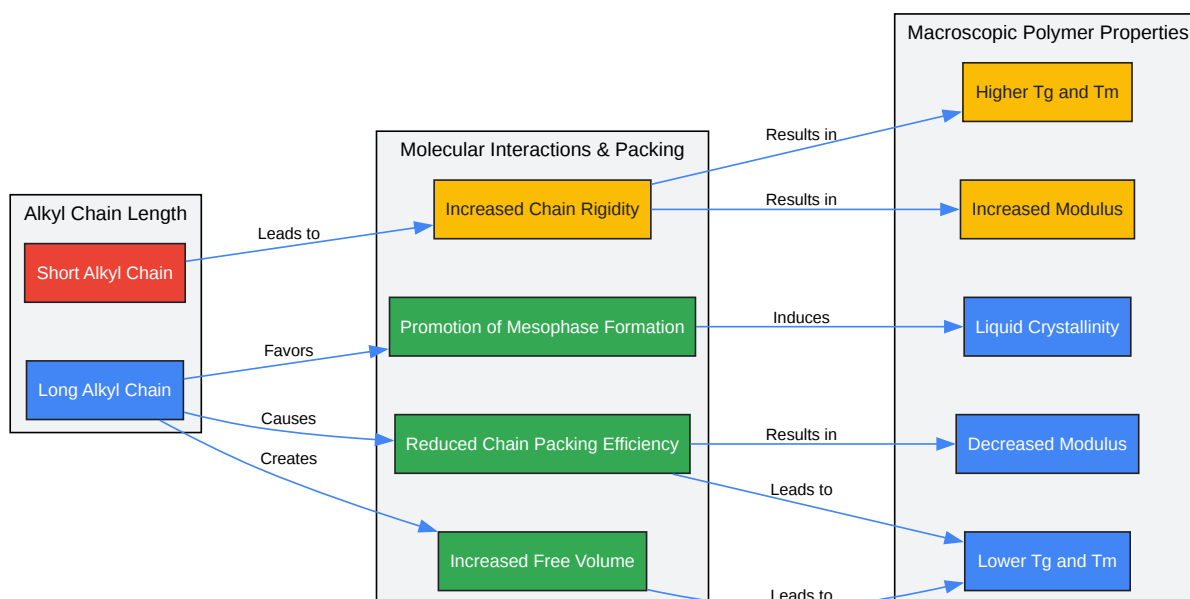 Alkyl Chain Length
Short Alkyl Chain
Long Alkyl Chain
Leads to
Favors
Causes
Creates
Molecular Interactions & Packing
Increased Chain Rigidity
Promotion of Mesophase Formation
Reduced Chain Packing Efficiency
Increased Free Volume
Results in
Results in
Induces
Results in
Leads to
Leads to
Macroscopic Polymer Properties
Higher Tg and Tm
Increased Modulus
Liquid Crystallinity
Decreased Modulus
Lower Tg and Tm